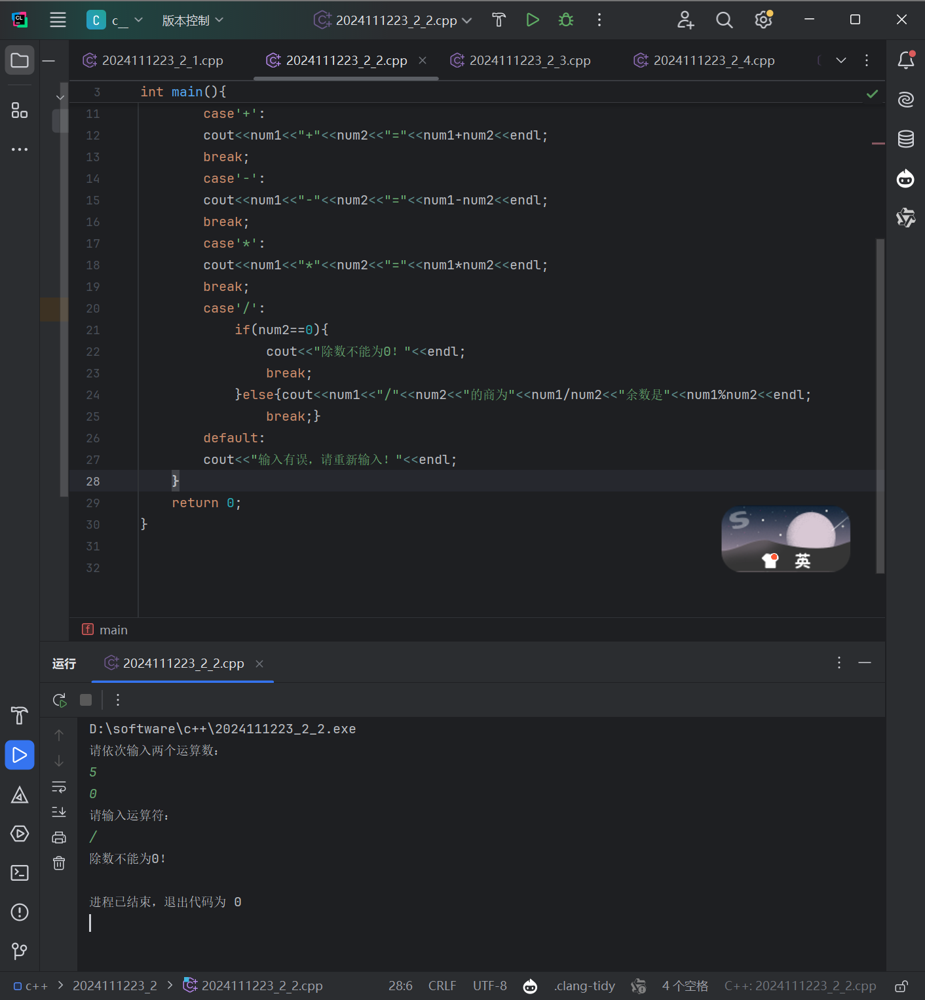 C c__ 版本控制 2024111223_2_2.cpp
2024111223_2_1.cpp 2024111223_2_2.cpp 2024111223_2_3.cpp 2024111223_2_4.cpp
3 int main(){
11 case'+':
12 cout<<num1<<"+"<<num2<<"="<<num1+num2<<endl;
13 break;
14 case'-':
15 cout<<num1<<"-"<<num2<<"="<<num1-num2<<endl;
16 break;
17 case'*':
18 cout<<num1<<"*"<<num2<<"="<<num1*num2<<endl;
19 break;
20 case'/':
21 if(num2==0){
22 cout<<"除数不能为0！"<<endl;
23 break;
24 }else{cout<<num1<<"/"<<num2<<"的商为"<<num1/num2<<"余数是"<<num1%num2<<endl;
25 break;}
26 default:
27 cout<<"输入有误，请重新输入！"<<endl;
28 }
29 return 0;
30 }
31
32
英
f main
运行 2024111223_2_2.cpp
D:\software\c++\2024111223_2_2.exe
请依次输入两个运算数：
5
0
请输入运算符：
/
除数不能为0！
进程已结束，退出代码为 0
c++ > 2024111223_2 > 2024111223_2_2.cpp 28:6 CRLF UTF-8 .clang-tidy 4 个空格 C++: 2024111223_2_2.cpp